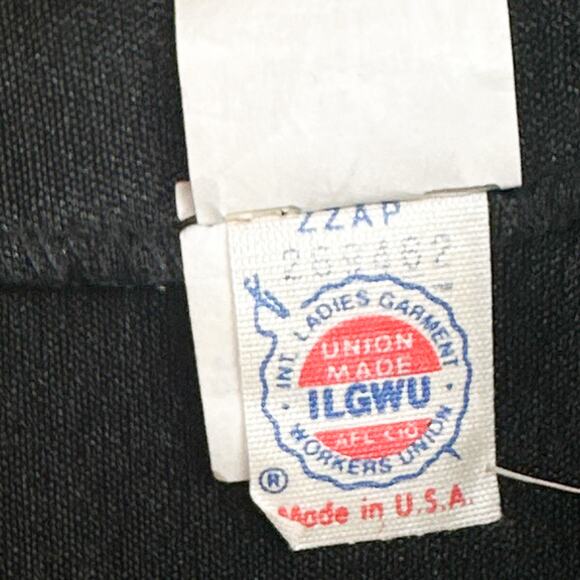 ZZAP
INT. LADIES GARMENT
WORKERS UNION
UNION
MADE
ILGWU
AFL CIO
®
Made in U.S.A.